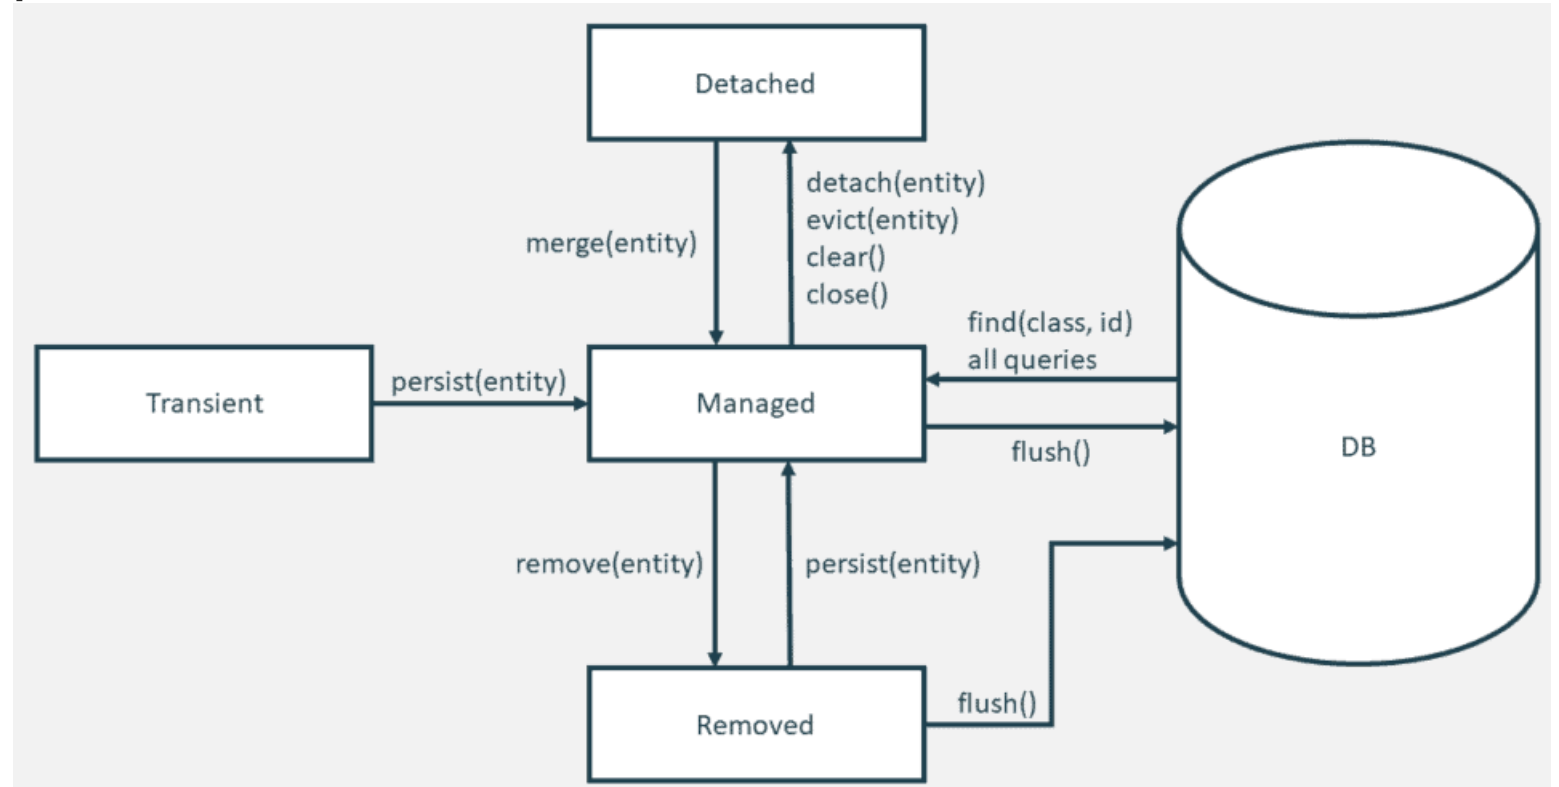 Detached
detach(entity)
evict(entity)
merge(entity)
clear()
close()
find(class, id)
all queries
persist(entity)
Transient
Managed
flush()
DB
remove(entity)
persist(entity)
flush()
Removed